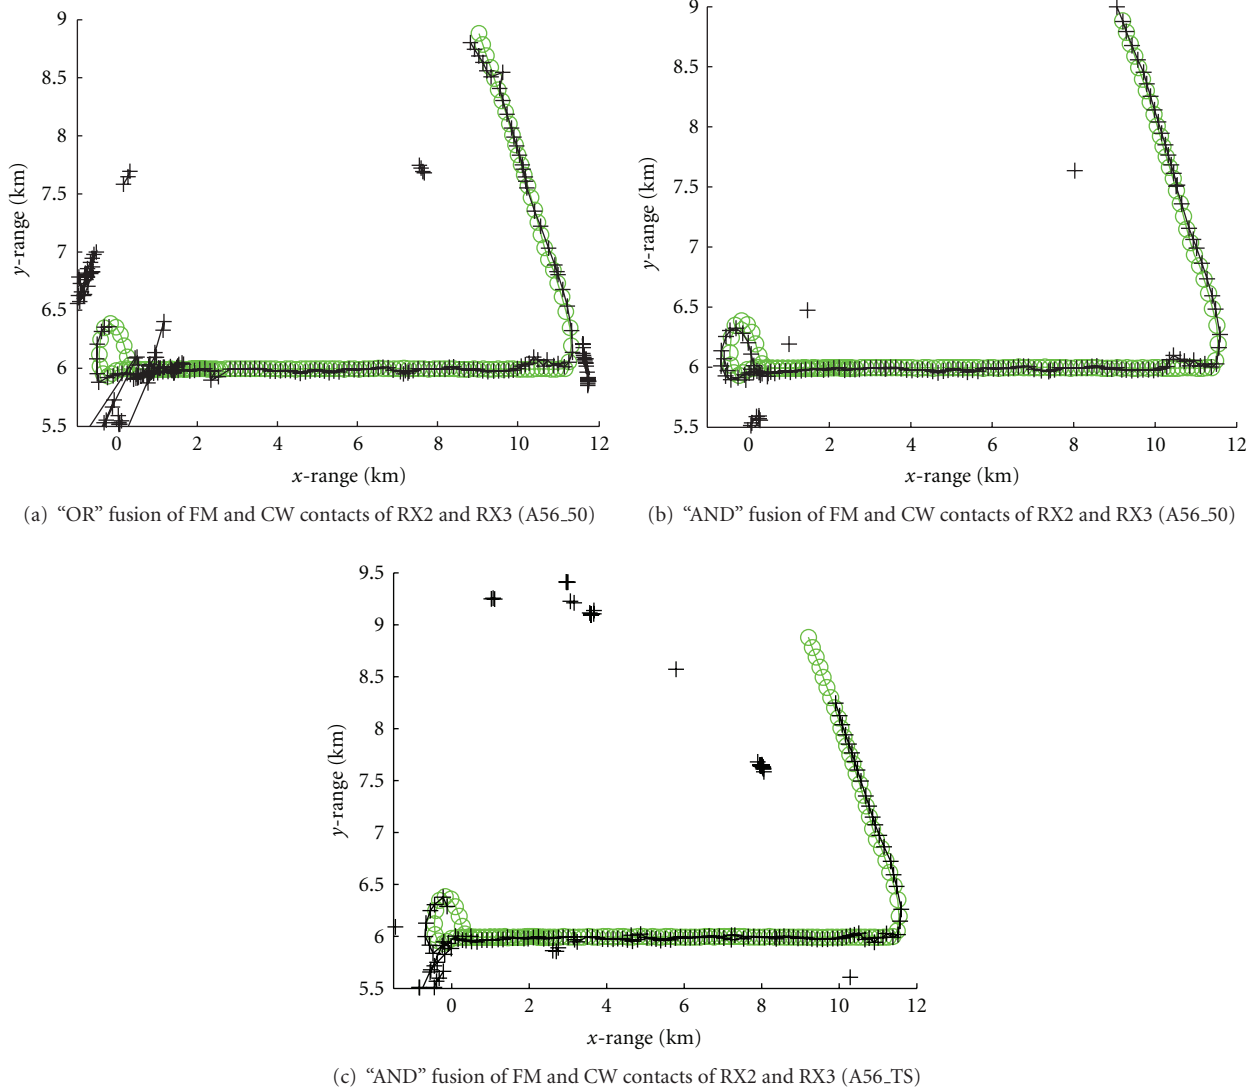 9
8.5
8
7.5
7
6.5
6
5.5
y-range (km)
0 2 4 6 8 10 12
x-range (km)
(a) “OR” fusion of FM and CW contacts of RX2 and RX3 (A56_50)
9
8.5
8
7.5
7
6.5
6
5.5
y-range (km)
0 2 4 6 8 10 12
x-range (km)
(b) “AND” fusion of FM and CW contacts of RX2 and RX3 (A56_50)
9.5
9
8.5
8
7.5
7
6.5
6
5.5
y-range (km)
0 2 4 6 8 10 12
x-range (km)
(c) “AND” fusion of FM and CW contacts of RX2 and RX3 (A56_TS)